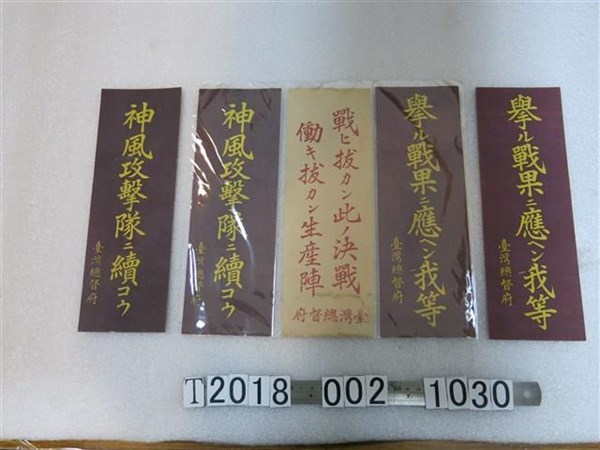 神風攻擊隊ニ續コウ
臺灣總督府
神風攻擊隊ニ續コウ
臺灣總督府
戰ヒ拔カン此ノ決戰
働キ拔カン生産陣
府督總灣臺
擧ル戰果ニ應ヘン我等
臺灣總督府
擧ル戰果ニ應ヘン我等
臺灣總督府
T2018 002 1030